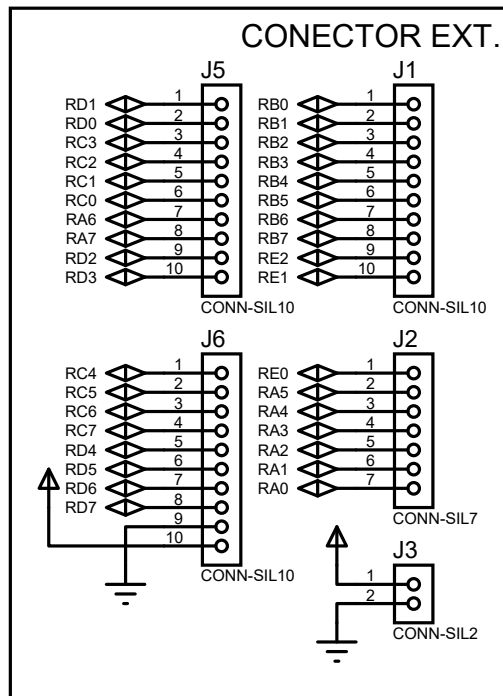 CONECTOR EXT.
J5
RD1 1
RD0 2
RC3 3
RC2 4
RC1 5
RC0 6
RA6 7
RA7 8
RD2 9
RD3 10
CONN-SIL10
J1
RB0 1
RB1 2
RB2 3
RB3 4
RB4 5
RB5 6
RB6 7
RB7 8
RE2 9
RE1 10
CONN-SIL10
J6
RC4 1
RC5 2
RC6 3
RC7 4
RD4 5
RD5 6
RD6 7
RD7 8
9
10
CONN-SIL10
J2
RE0 1
RA5 2
RA4 3
RA3 4
RA2 5
RA1 6
RA0 7
CONN-SIL7
J3
1
2
CONN-SIL2